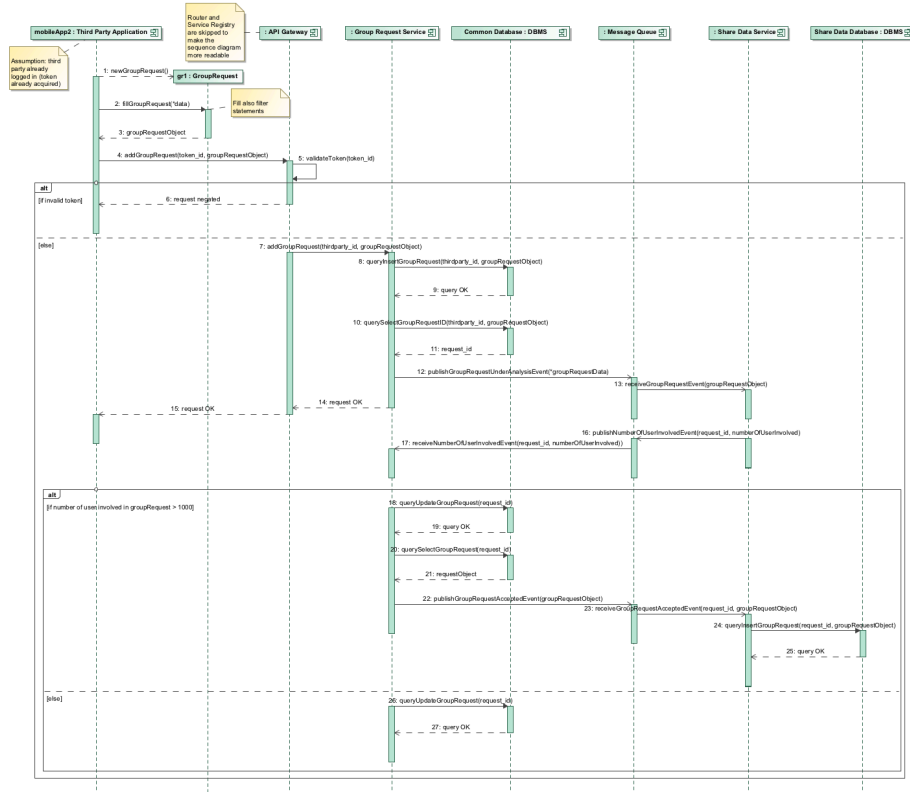 Router and
Service Registry
are skipped to
make the
sequence diagram
more readable
mobileApp2 : Third Party Application
: API Gateway
: Group Request Service
Common Database : DBMS
: Message Queue
: Share Data Service
Share Data Database : DBMS
Assumption: third
party already
logged in (token
already acquired)
1: newGroupRequest()
gr1 : GroupRequest
2: fillGroupRequest(*data)
Fill also filter
statements
3: groupRequestObject
4: addGroupRequest(token_id, groupRequestObject)
5: validateToken(token_id)
alt
[if invalid token]
6: request negated
[else]
7: addGroupRequest(thirdparty_id, groupRequestObject)
8: queryInsertGroupRequest(thirdparty_id, groupRequestObject)
9: query OK
10: querySelectGroupRequestID(thirdparty_id, groupRequestObject)
11: request_id
12: publishGroupRequestUnderAnalysisEvent(*groupRequestData)
13: receiveGroupRequestEvent(groupRequestObject)
14: request OK
15: request OK
16: publishNumberOfUserInvolvedEvent(request_id, numberOfUserInvolved)
17: receiveNumberOfUserInvolvedEvent(request_id, numberOfUserInvolved))
alt
[if number of user involved in groupRequest > 1000]
18: queryUpdateGroupRequest(request_id)
19: query OK
20: querySelectGroupRequest(request_id)
21: requestObject
22: publishGroupRequestAcceptedEvent(groupRequestObject)
23: receiveGroupRequestAcceptedEvent(request_id, groupRequestObject)
24: queryInsertGroupRequest(request_id, groupRequestObject)
25: query OK
[else]
26: queryUpdateGroupRequest(request_id)
27: query OK